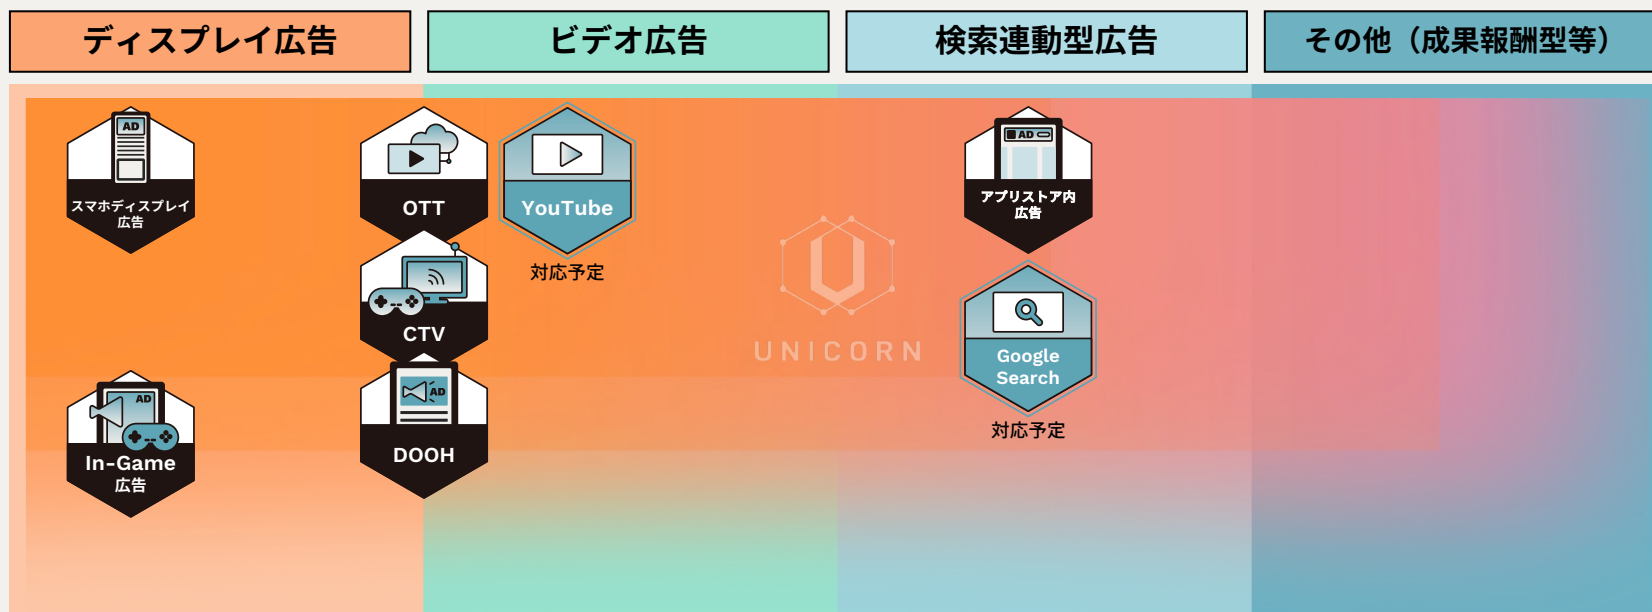 ディスプレイ広告
ビデオ広告
検索連動型広告
その他（成果報酬型等）
AD
スマホディスプレイ
広告
OTT
YouTube
対応予定
AD
アプリストア内
広告
CTV
UNICORN
Google
Search
対応予定
AD
In-Game
広告
AD
DOOH